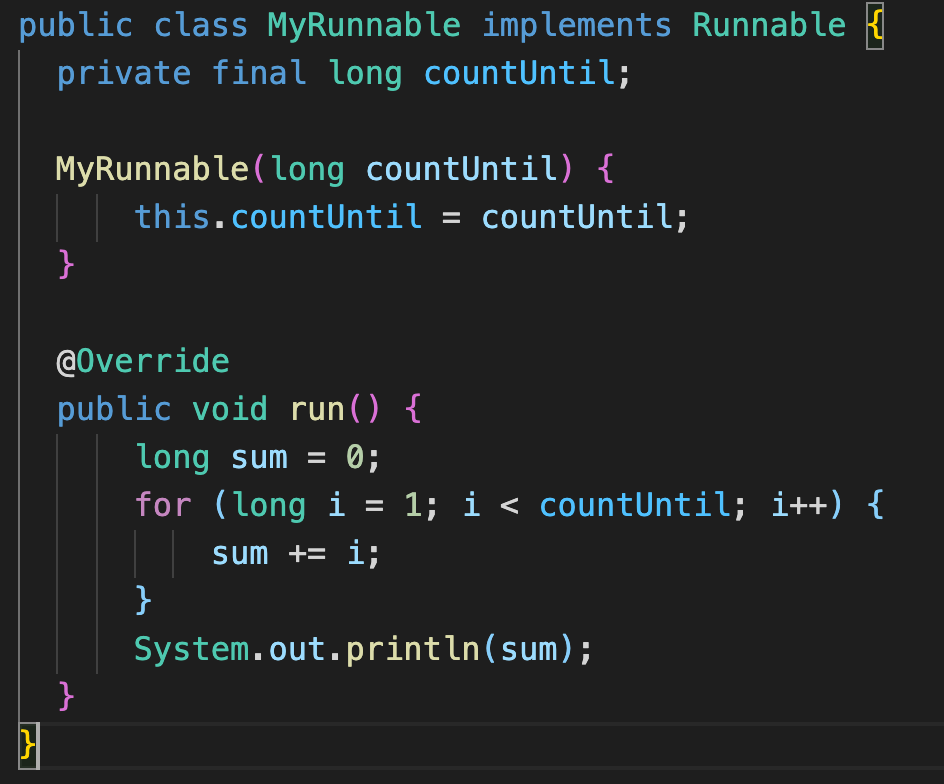 public class MyRunnable implements Runnable {
  private final long countUntil;

  MyRunnable(long countUntil) {
      this.countUntil = countUntil;
  }

  @Override
  public void run() {
      long sum = 0;
      for (long i = 1; i < countUntil; i++) {
          sum += i;
      }
      System.out.println(sum);
  }
}